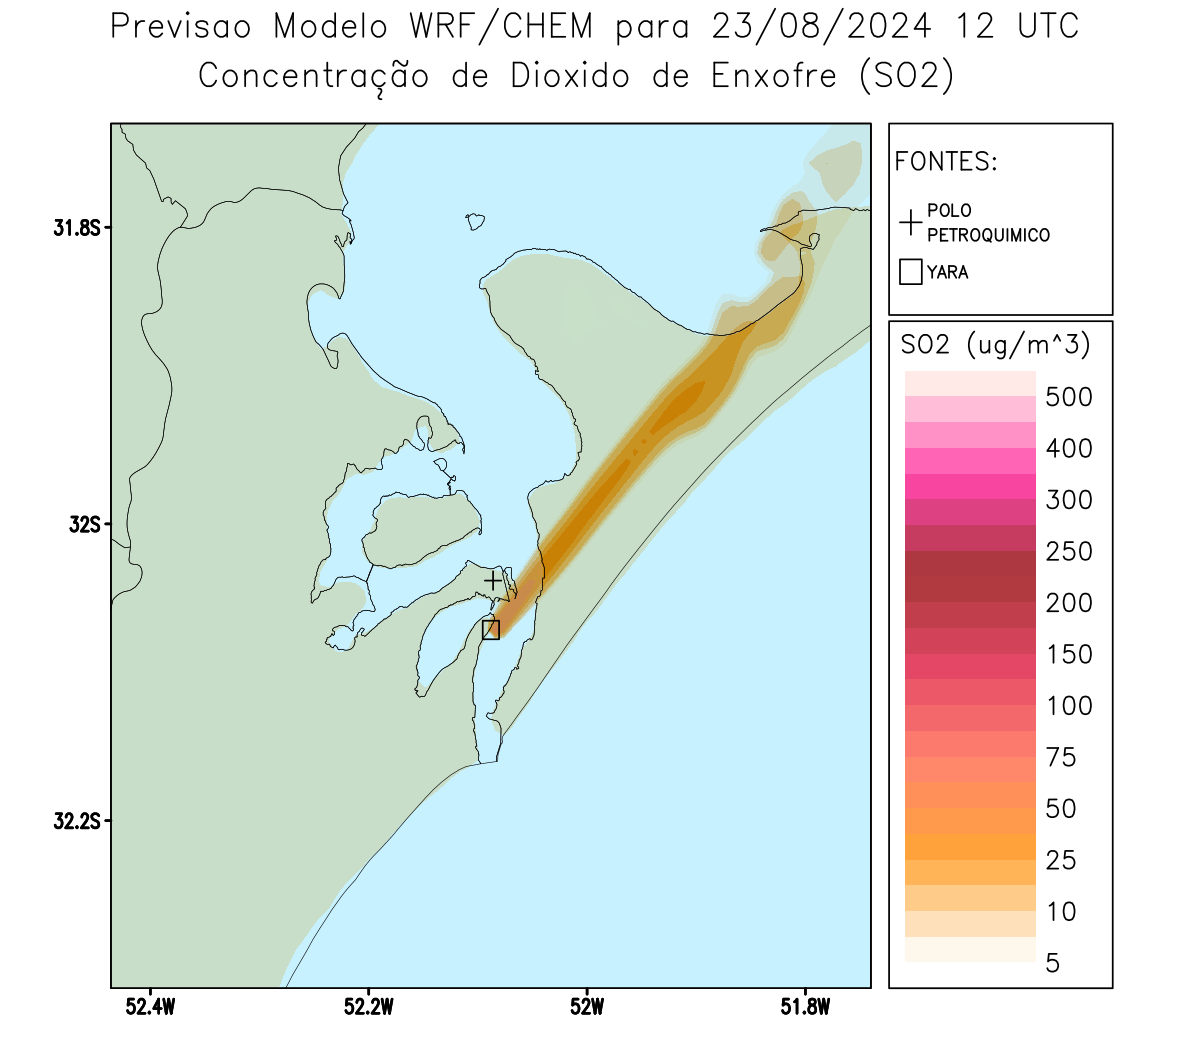 Previsao Modelo WRF/CHEM para 23/08/2024 12 UTC
Concentração de Dioxido de Enxofre (SO2)
FONTES:
POLO
PETROQUIMICO
YARA
SO2 (ug/m^3)
500
400
300
250
200
150
100
75
50
25
10
5
31.8S
32S
32.2S
52.4W
52.2W
52W
51.8W